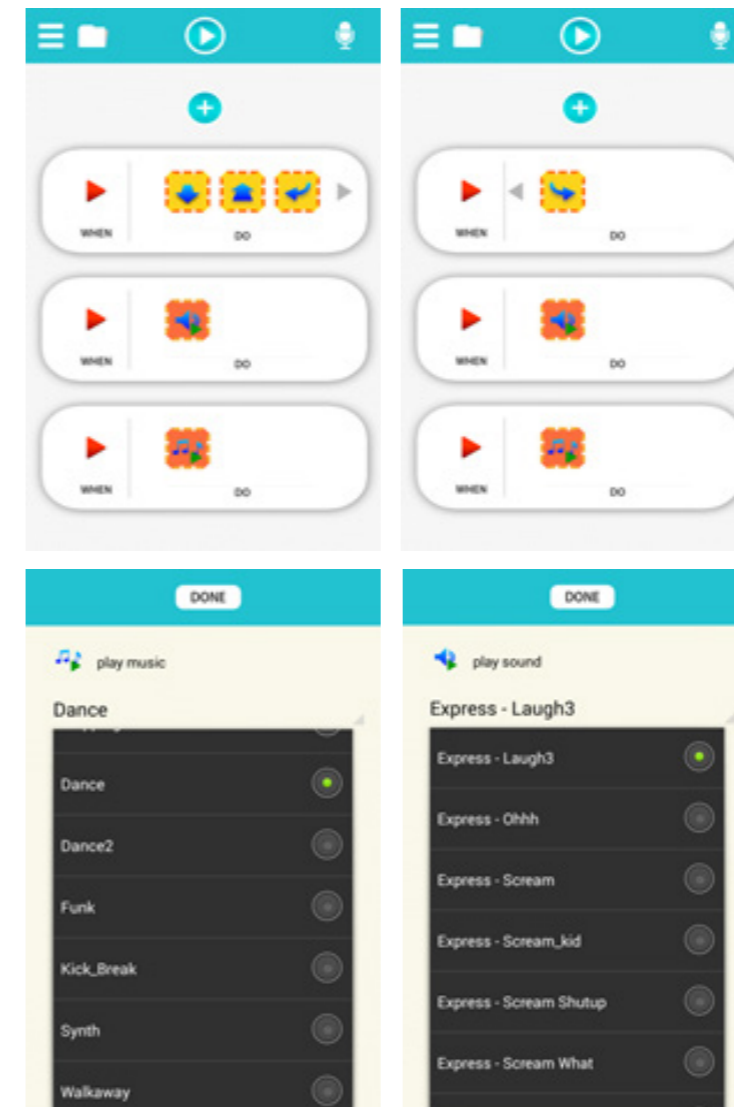 WHEN DO
WHEN DO
WHEN DO
WHEN DO
WHEN DO
WHEN DO
DONE
play music
Dance
Dance
Dance2
Funk
Kick_Break
Synth
Walkaway
DONE
play sound
Express - Laugh3
Express - Laugh3
Express - Ohhh
Express - Scream
Express - Scream_kid
Express - Scream Shutup
Express - Scream What